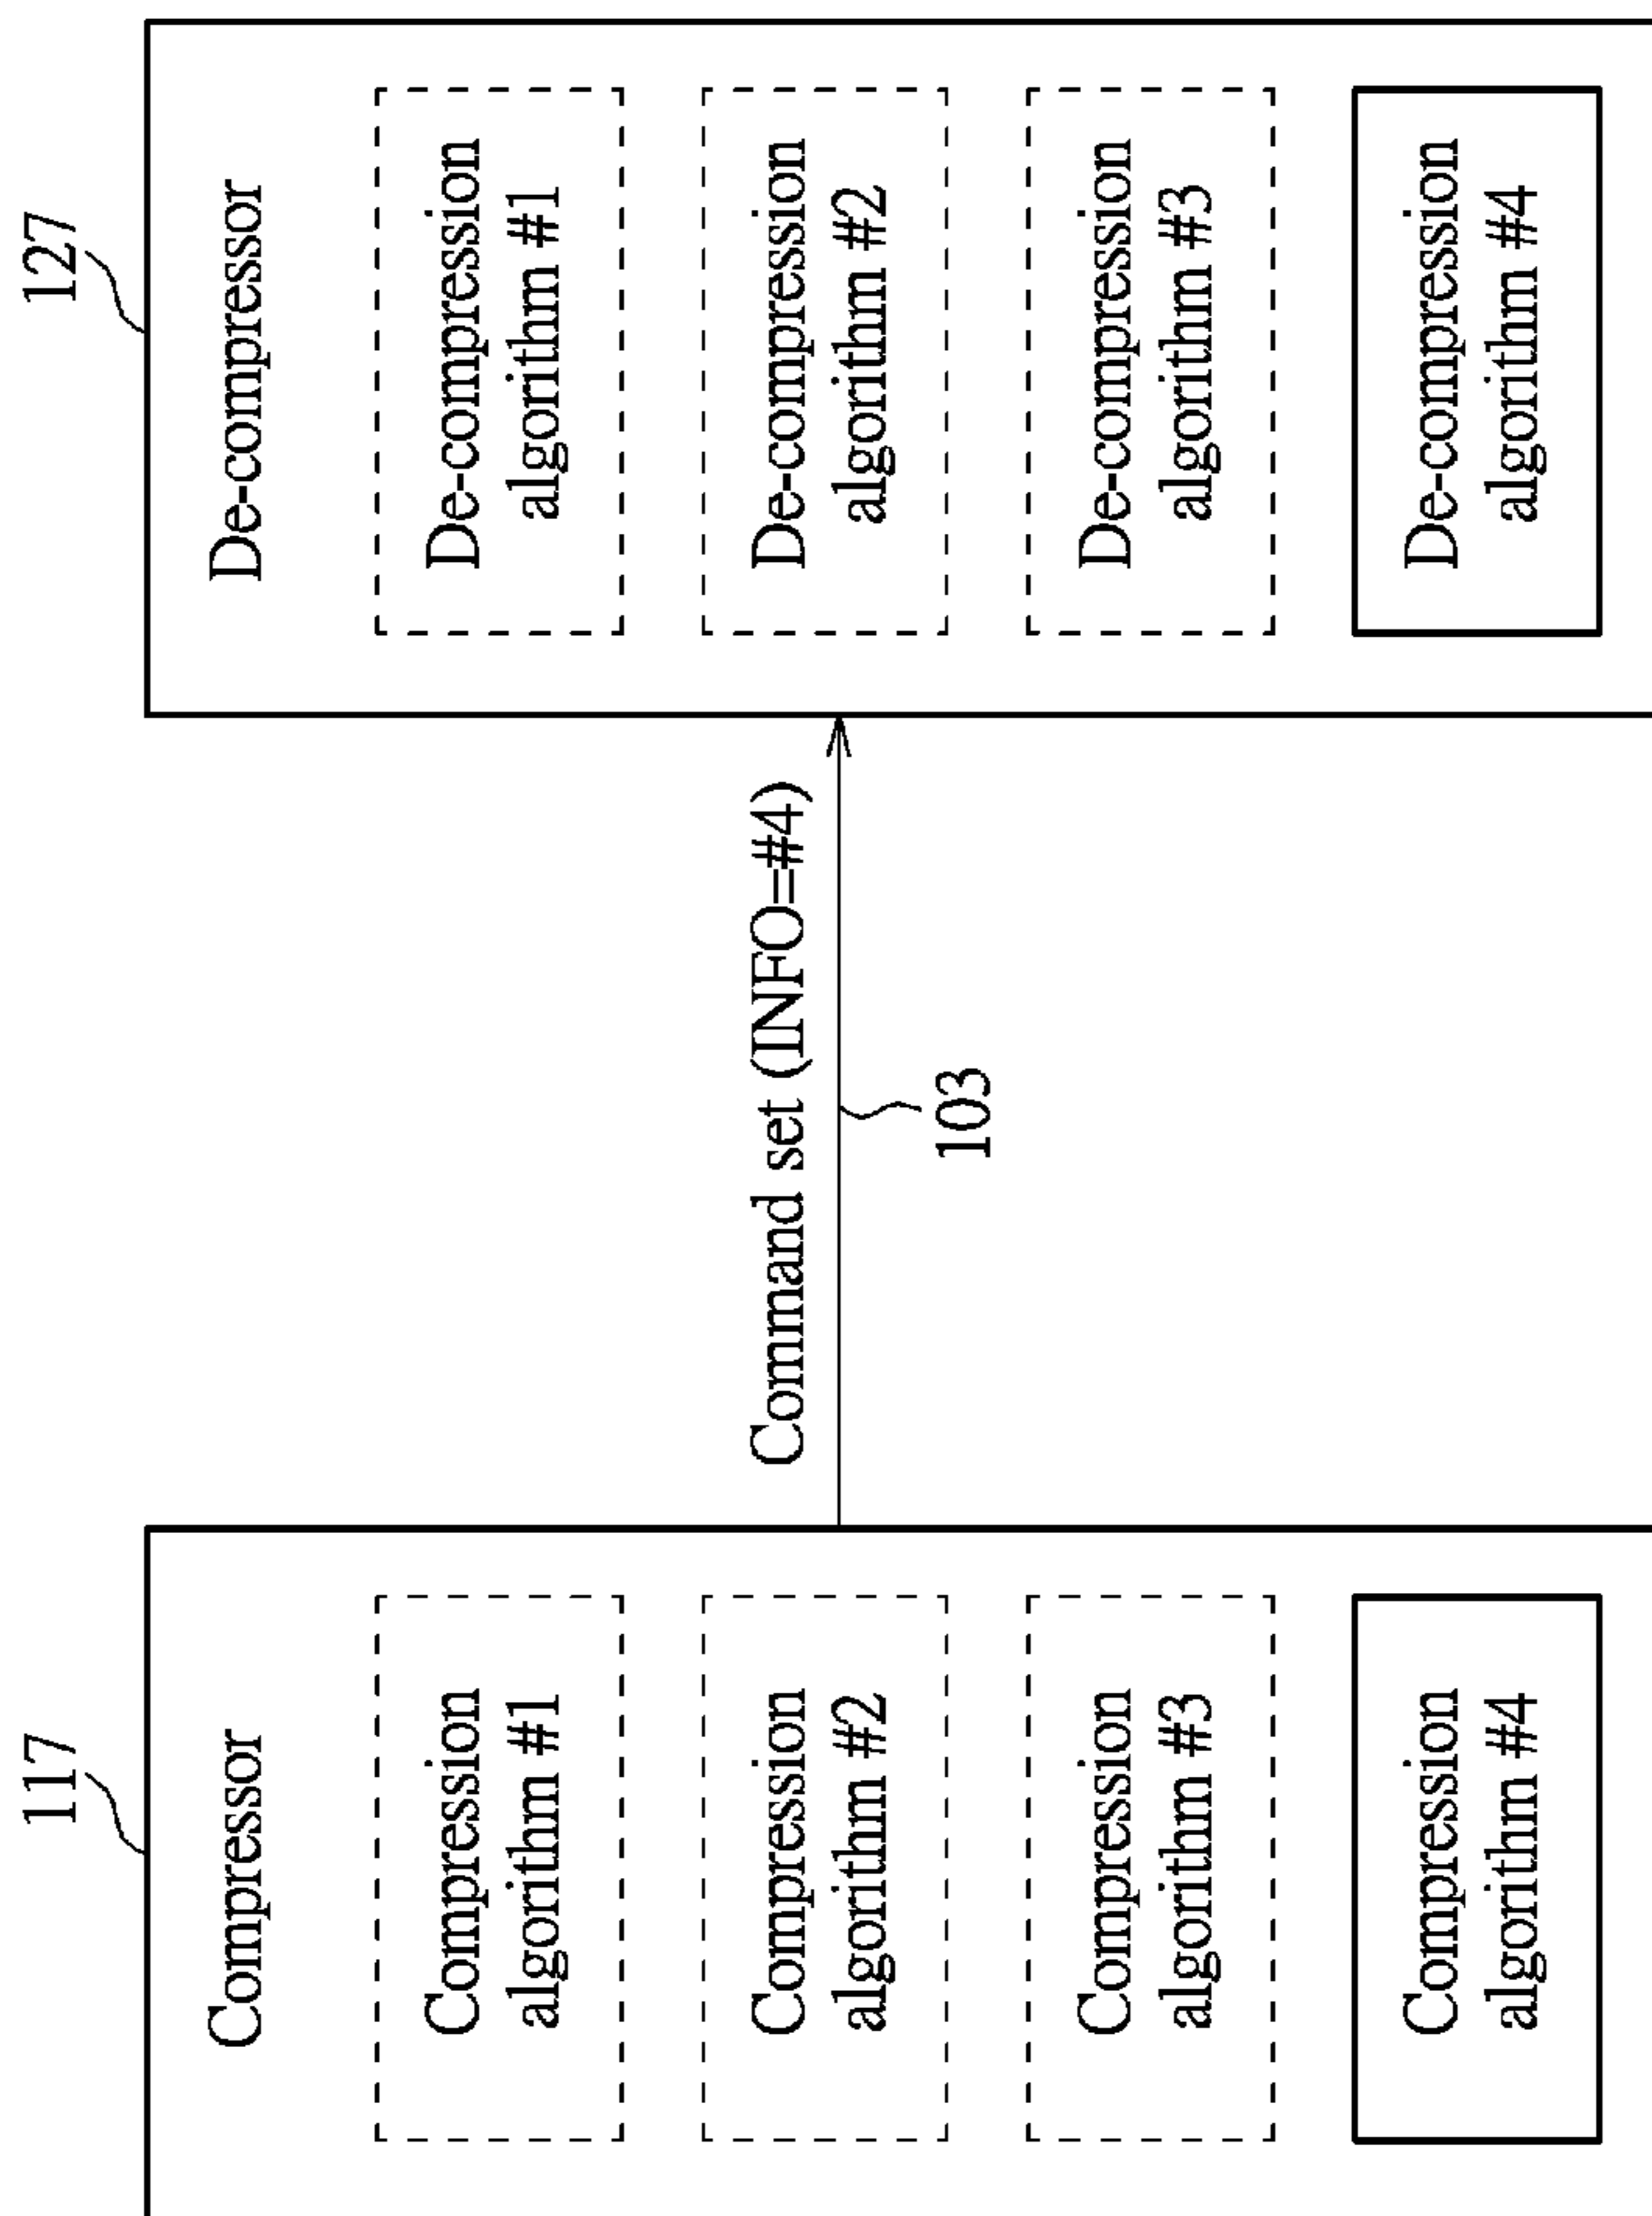 117
Compressor
Compression
algorithm #1
Compression
algorithm #2
Compression
algorithm #3
Compression
algorithm #4
Command set (INFO=#4)
103
127
De-compressor
De-compression
algorithm #1
De-compression
algorithm #2
De-compression
algorithm #3
De-compression
algorithm #4